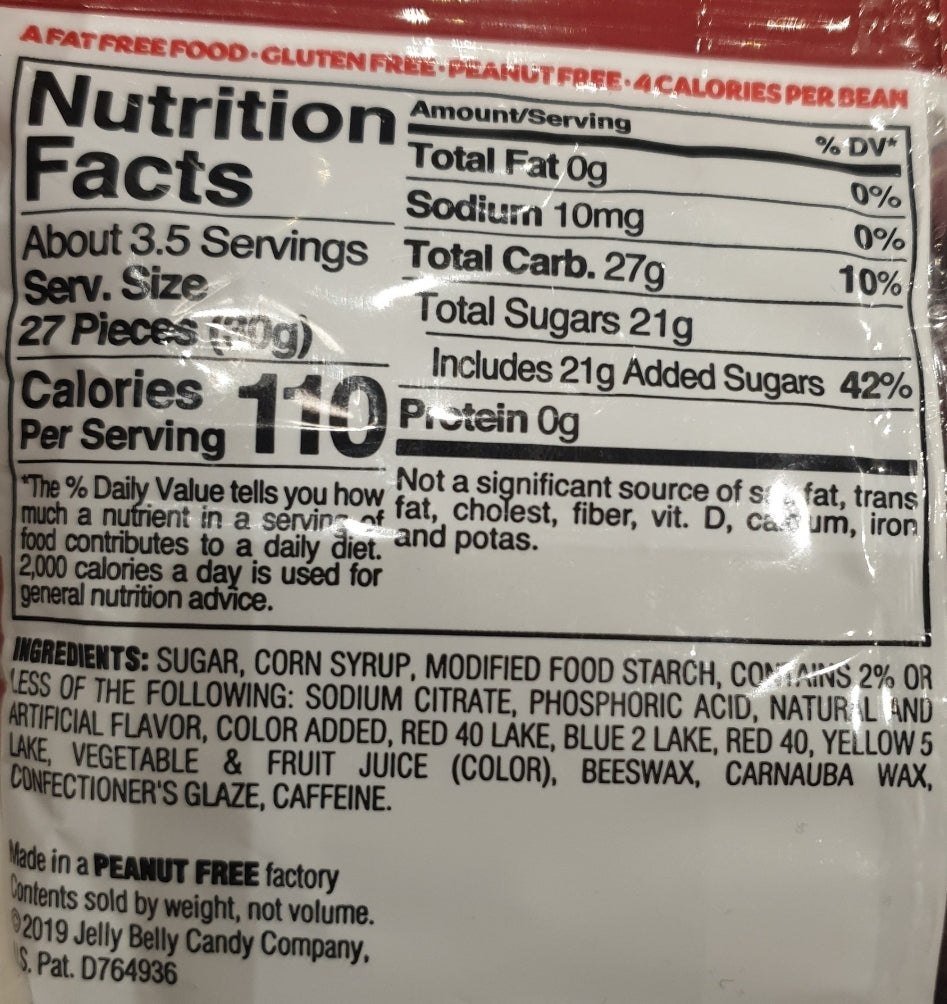 A FAT FREE FOOD • GLUTEN FREE • PEANUT FREE • 4 CALORIES PER BEAN
Nutrition
Facts
About 3.5 Servings
Serv. Size
27 Pieces
Calories 110
Per Serving
*The % Daily Value tells you how
much a nutrient in a serving of
food contributes to a daily diet.
2,000 calories a day is used for
general nutrition advice.
Amount/Serving % DV*
Total Fat 0g 0%
Sodium 10mg 0%
Total Carb. 27g 10%
Total Sugars 21g
Includes 21g Added Sugars 42%
Protein 0g
Not a significant source of fat, trans
fat, cholest, fiber, vit. D, calcium, iron
and potas.
INGREDIENTS: SUGAR, CORN SYRUP, MODIFIED FOOD STARCH, CONTAINS 2% OR
LESS OF THE FOLLOWING: SODIUM CITRATE, PHOSPHORIC ACID, NATURAL AND
ARTIFICIAL FLAVOR, COLOR ADDED, RED 40 LAKE, BLUE 2 LAKE, RED 40, YELLOW 5
LAKE, VEGETABLE & FRUIT JUICE (COLOR), BEESWAX, CARNAUBA WAX,
CONFECTIONER'S GLAZE, CAFFEINE.
Made in a PEANUT FREE factory
Contents sold by weight, not volume.
©2019 Jelly Belly Candy Company,
Pat. D764936